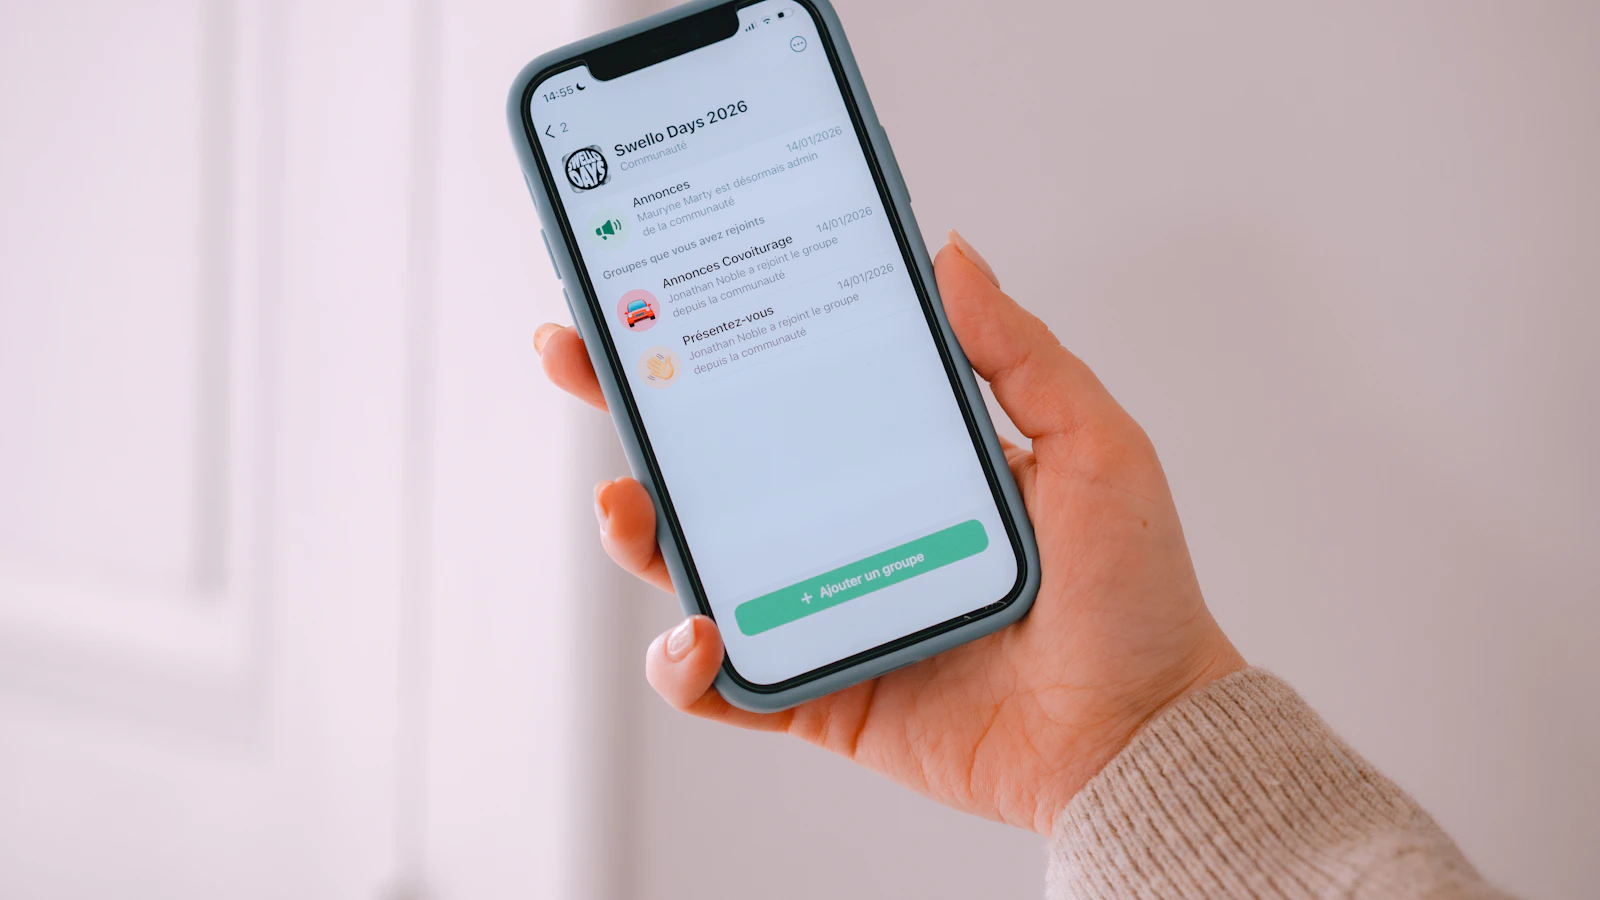 14:55
2
Swello Days 2026
Communauté
SWELLO
DAYS
Annonces
14/01/2026
Mauryne Marty est désormais admin
de la communauté
Groupes que vous avez rejoints
Annonces Covoiturage
14/01/2026
Jonathan Noble a rejoint le groupe
depuis la communauté
Présentez-vous
14/01/2026
Jonathan Noble a rejoint le groupe
depuis la communauté
+ Ajouter un groupe